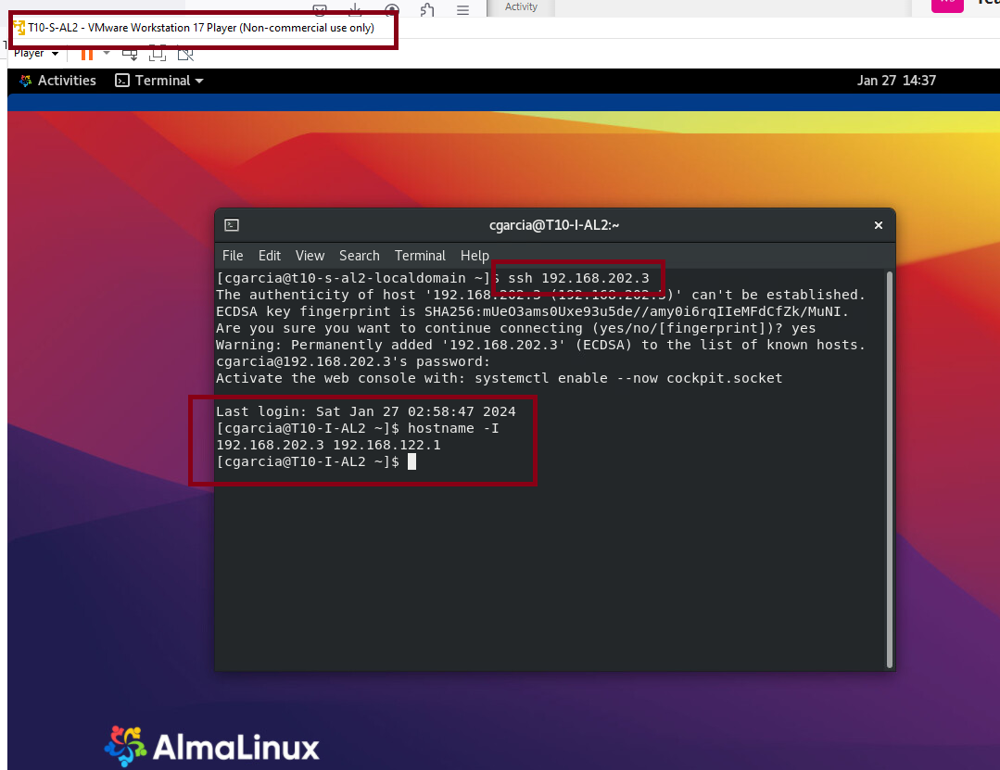 Activity
T10-S-AL2 - VMware Workstation 17 Player (Non-commercial use only)
Player
Activities Terminal Jan 27 14:37
cgarcia@T10-I-AL2:~
File Edit View Search Terminal Help
[cgarcia@t10-s-al2-localdomain ~]$ ssh 192.168.202.3
The authenticity of host '192.168.202.3 (192.168.202.3)' can't be established.
ECDSA key fingerprint is SHA256:mUeO3ams0Uxe93u5de//amy0i6rqIIeMFdCfZk/MuNI.
Are you sure you want to continue connecting (yes/no/[fingerprint])? yes
Warning: Permanently added '192.168.202.3' (ECDSA) to the list of known hosts.
cgarcia@192.168.202.3's password:
Activate the web console with: systemctl enable --now cockpit.socket
Last login: Sat Jan 27 02:58:47 2024
[cgarcia@T10-I-AL2 ~]$ hostname -I
192.168.202.3 192.168.122.1
[cgarcia@T10-I-AL2 ~]$
AlmaLinux